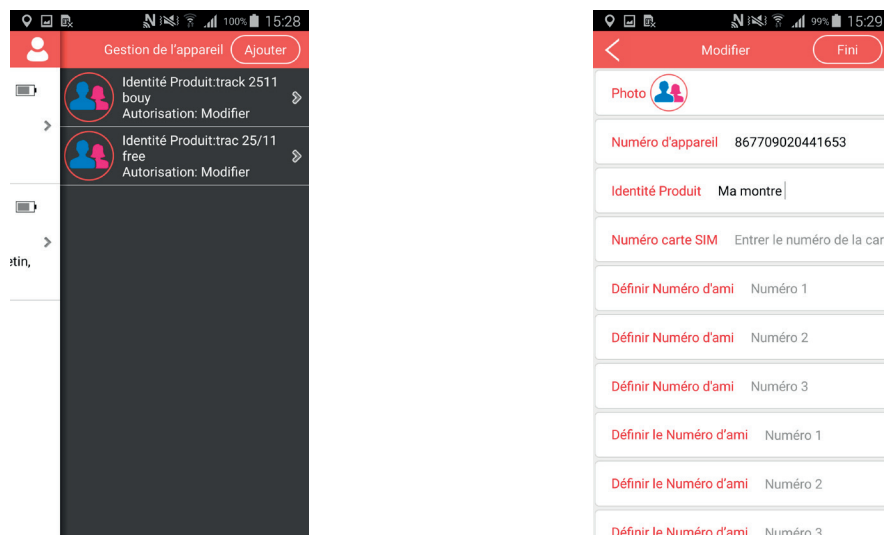 100% 15:28
Gestion de l'appareil Ajouter
Identité Produit:track 2511
bouy
Autorisation: Modifier
Identité Produit:trac 25/11
free
Autorisation: Modifier
etin,
99% 15:29
Modifier Fini
Photo
Numéro d'appareil 867709020441653
Identité Produit Ma montre
Numéro carte SIM Entrer le numéro de la car
Définir Numéro d'ami Numéro 1
Définir Numéro d'ami Numéro 2
Définir Numéro d'ami Numéro 3
Définir le Numéro d'ami Numéro 1
Définir le Numéro d'ami Numéro 2
Définir le Numéro d'ami Numéro 3